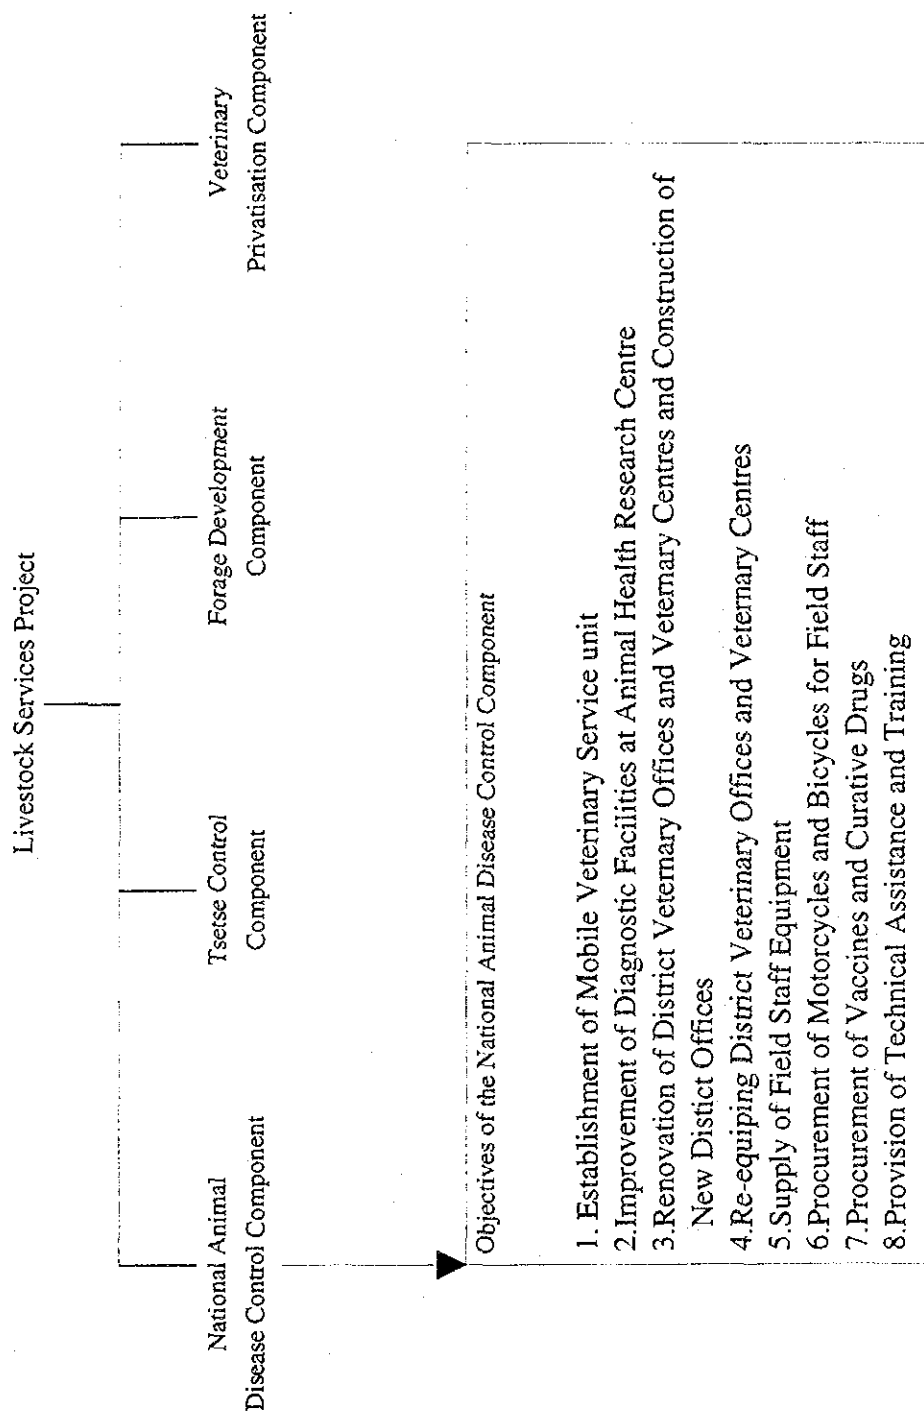 Livestock Services Project
National Animal
Disease Control Component
Tsetse Control
Component
Forage Development
Component
Veterinary
Privatisation Component
Objectives of the National Animal Disease Control Component
1. Establishment of Mobile Veterinary Service unit
2.Improvement of Diagnostic Facilities at Animal Health Research Centre
3.Renovation of District Veternary Offices and Veternary Centres and Construction of
New Distict Offices
4.Re-equiping District Veterinary Offices and Veternary Centres
5.Supply of Field Staff Equipment
6.Procurement of Motorcycles and Bicycles for Field Staff
7.Procurement of Vaccines and Curative Drugs
8.Provision of Technical Assistance and Training